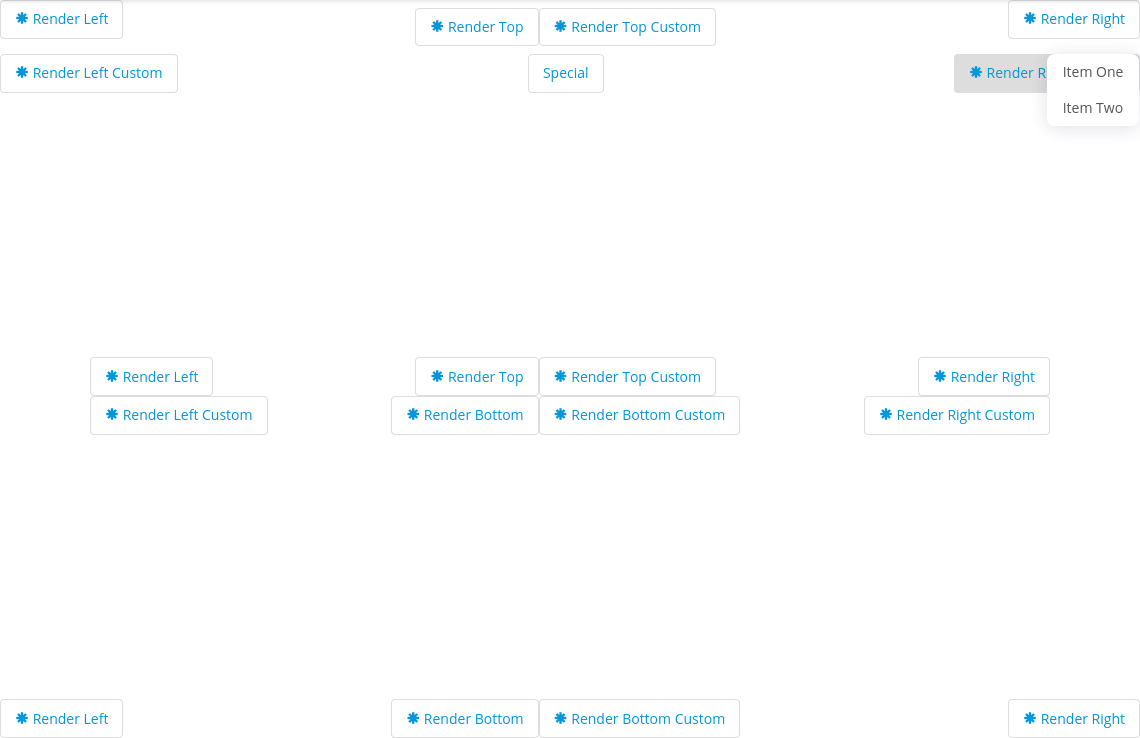 Render Left
Render Top
Render Top Custom
Render Right
Render Left Custom
Special
Render R
Item One
Item Two
Render Left
Render Top
Render Top Custom
Render Right
Render Left Custom
Render Bottom
Render Bottom Custom
Render Right Custom
Render Left
Render Bottom
Render Bottom Custom
Render Right